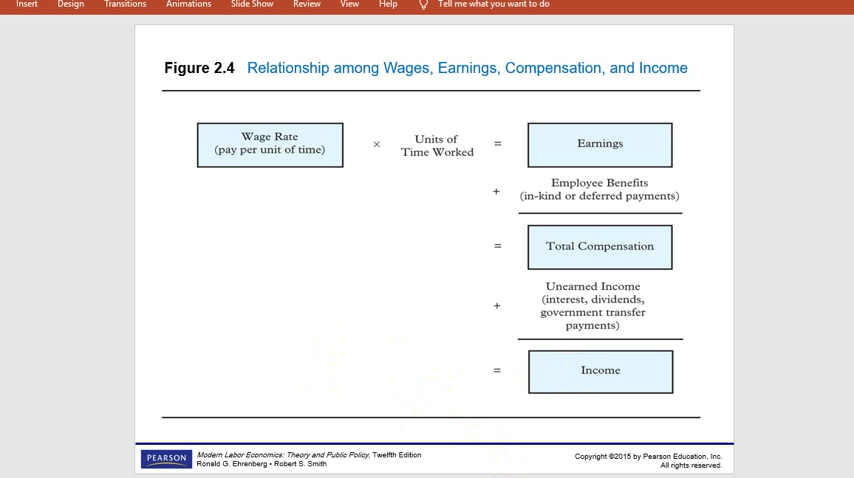 Insert Design Transitions Animations Slide Show Review View Help Tell me what you want to do
Figure 2.4 Relationship among Wages, Earnings, Compensation, and Income
Wage Rate
(pay per unit of time)
×
Units of
Time Worked
=
Earnings
+
Employee Benefits
(in-kind or deferred payments)
=
Total Compensation
+
Unearned Income
(interest, dividends,
government transfer
payments)
=
Income
PEARSON
Modern Labor Economics: Theory and Public Policy, Twelfth Edition
Ronald G. Ehrenberg • Robert S. Smith
Copyright ©2015 by Pearson Education, Inc.
All rights reserved.